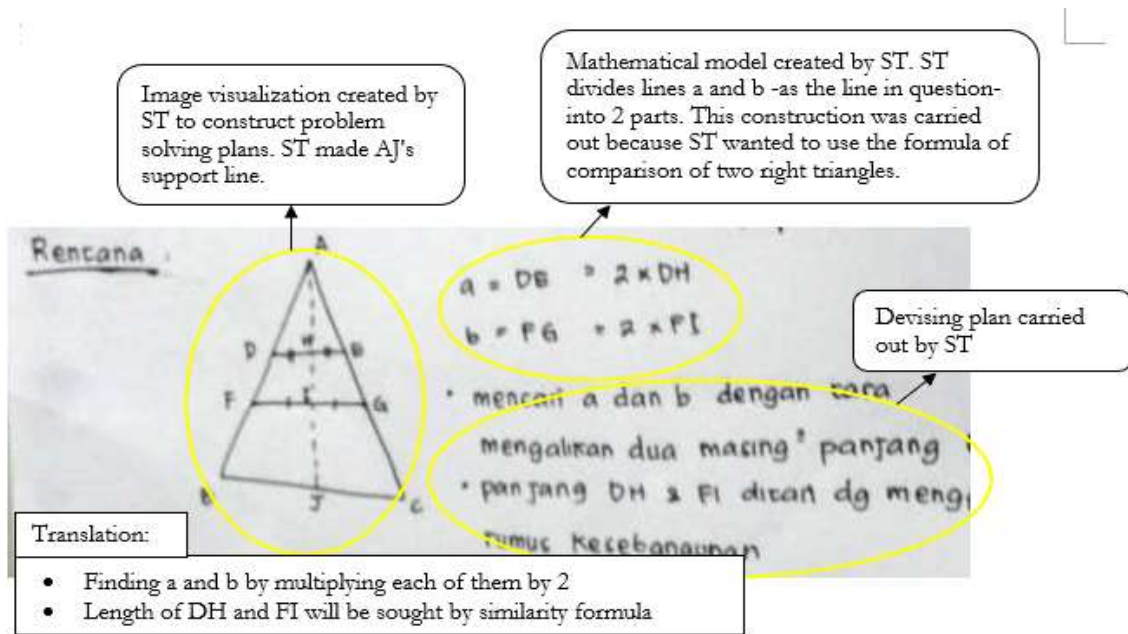 Image visualization created by
ST to construct problem
solving plans. ST made AJ's
support line.
Mathematical model created by ST. ST
divides lines a and b -as the line in question-
into 2 parts. This construction was carried
out because ST wanted to use the formula of
comparison of two right triangles.
Devising plan carried
out by ST
Rencana :
A
D H E
F I G
B J C
a = DE = 2 × DH
b = FG = 2 × FI
• mencari a dan b dengan cara
mengalikan dua masing² panjang
• panjang DH & FI dicari dg
rumus kesebangunan
Translation:
• Finding a and b by multiplying each of them by 2
• Length of DH and FI will be sought by similarity formula